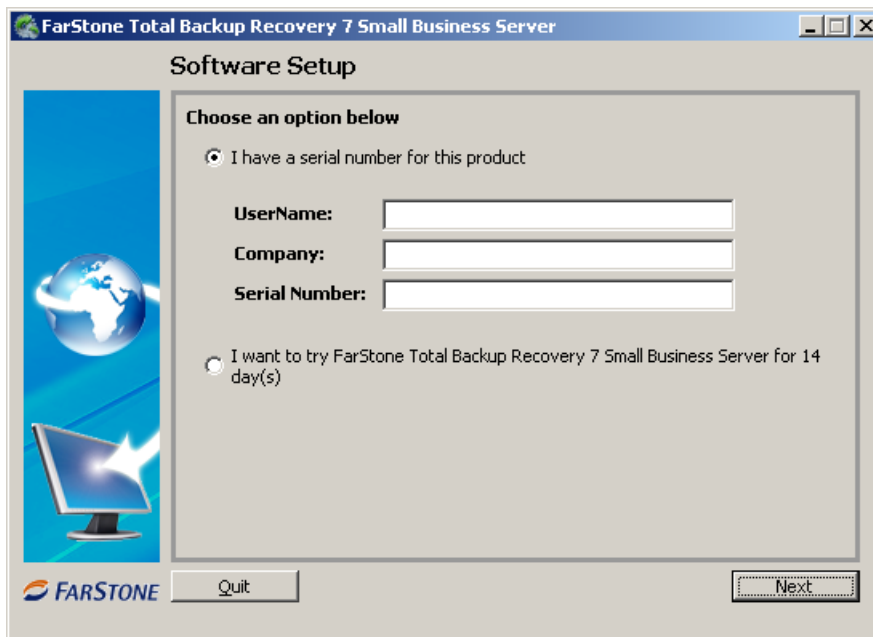 FarStone Total Backup Recovery 7 Small Business Server
Software Setup
Choose an option below
I have a serial number for this product
UserName:
Company:
Serial Number:
I want to try FarStone Total Backup Recovery 7 Small Business Server for 14
day(s)
FARSTONE
Quit
Next